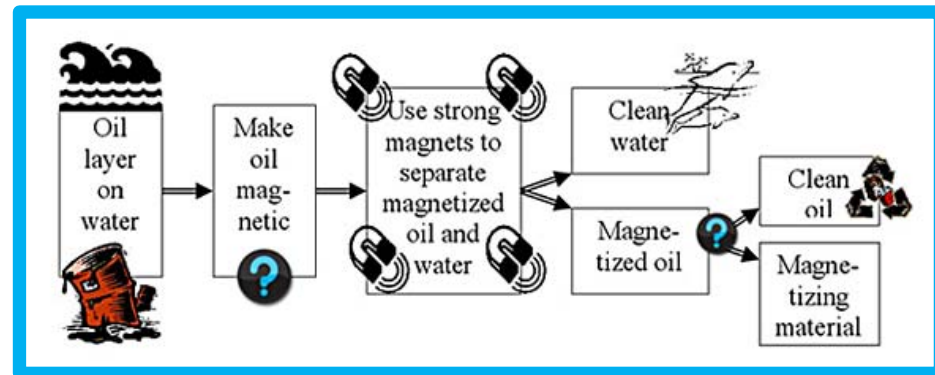 Oil
layer
on
water
Make
oil
mag-
netic
?
Use strong
magnets to
separate
magnetized
oil and
water
Clean
water
Magne-
tized oil
?
Clean
oil
Magne-
tizing
material